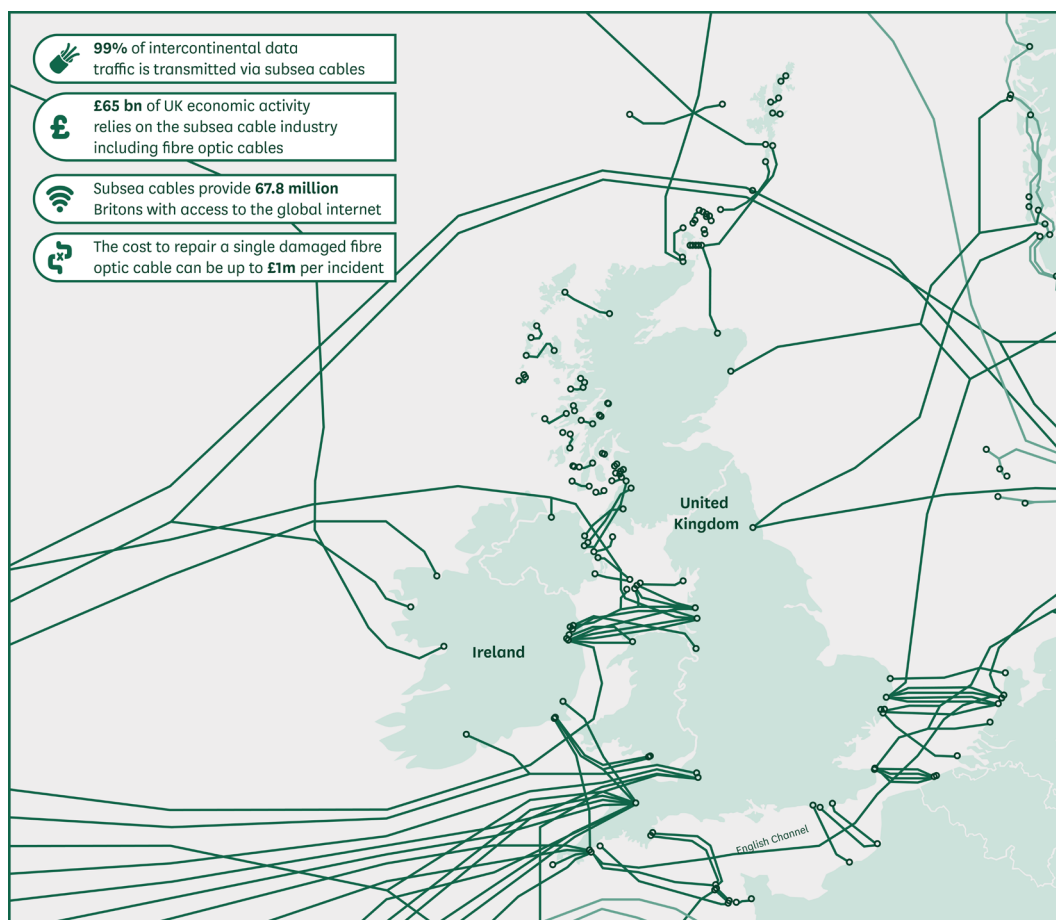 99% of intercontinental data
traffic is transmitted via subsea cables
£
£65 bn of UK economic activity
relies on the subsea cable industry
including fibre optic cables
Subsea cables provide 67.8 million
Britons with access to the global internet
The cost to repair a single damaged fibre
optic cable can be up to £1m per incident
United
Kingdom
Ireland
English Channel